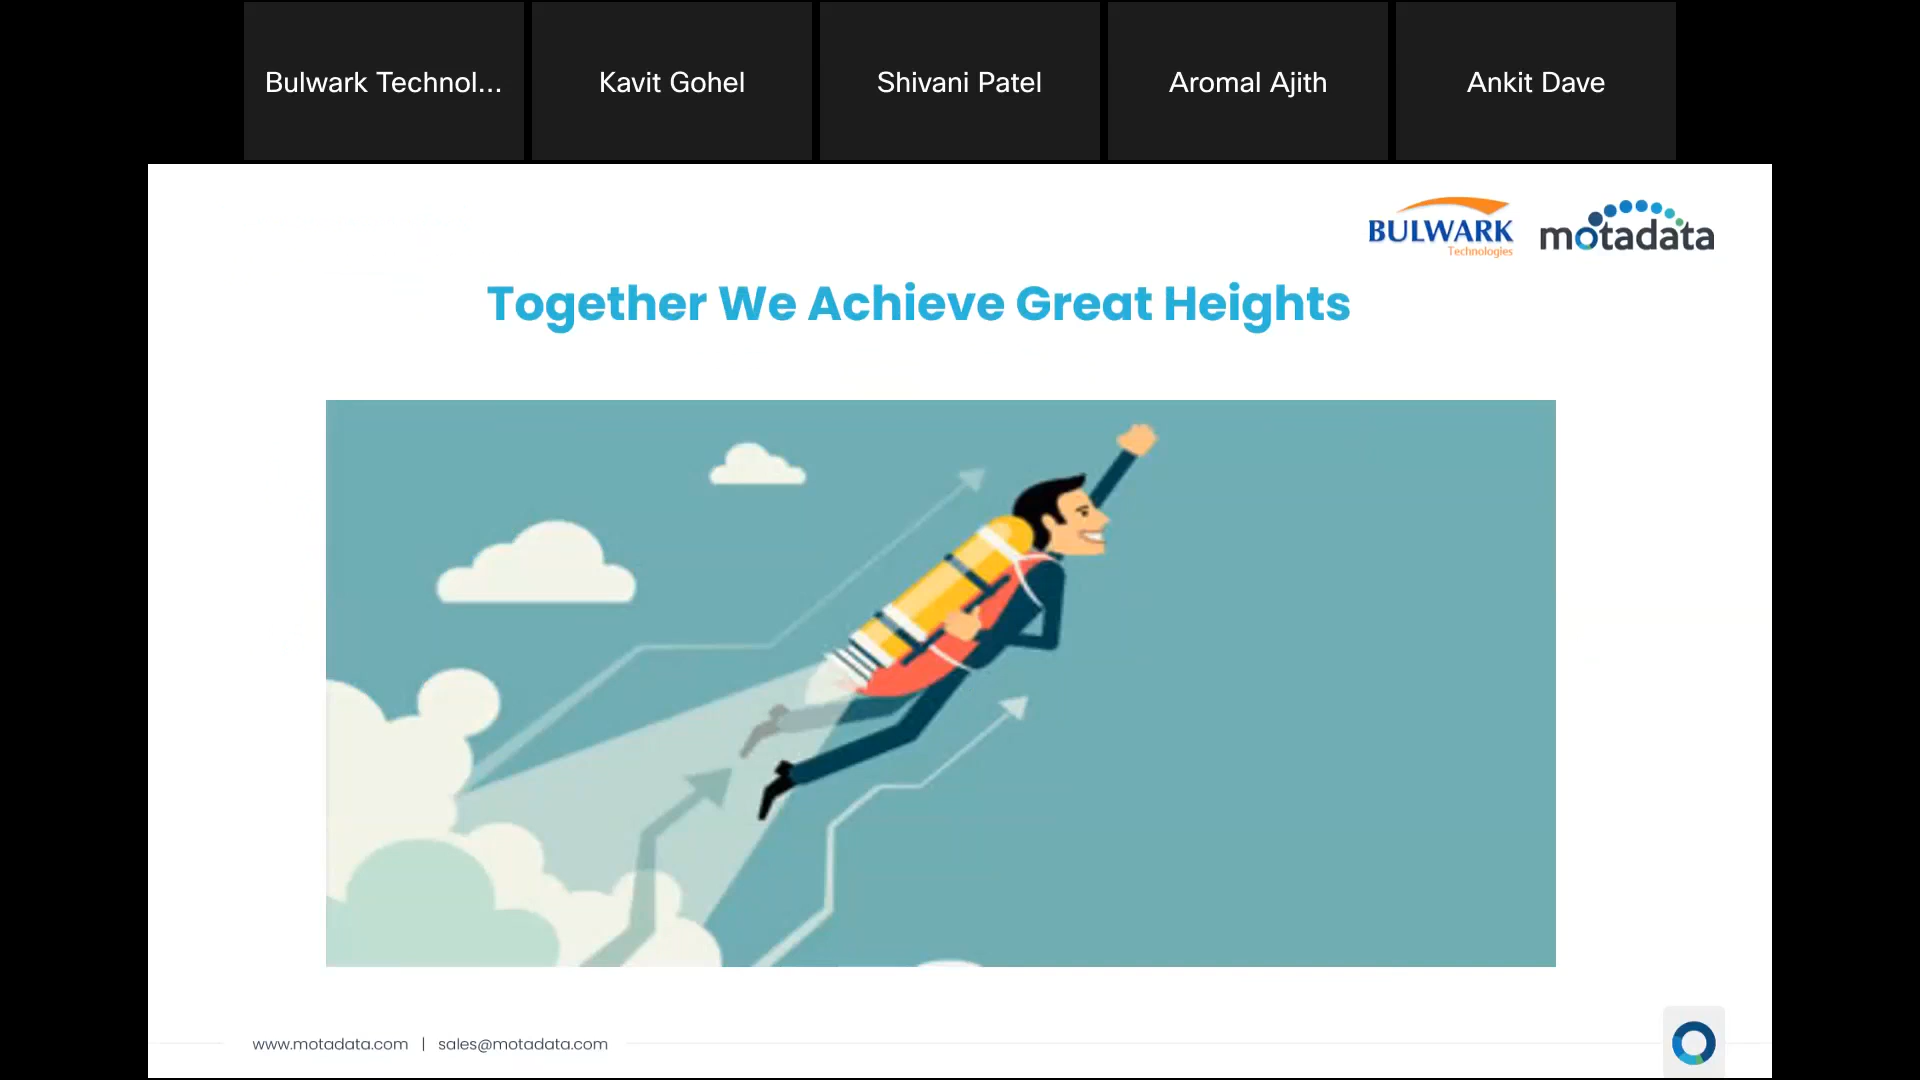 Bulwark Technol...
Kavit Gohel
Shivani Patel
Aromal Ajith
Ankit Dave
BULWARK
Technologies
motadata
Together We Achieve Great Heights
www.motadata.com | sales@motadata.com